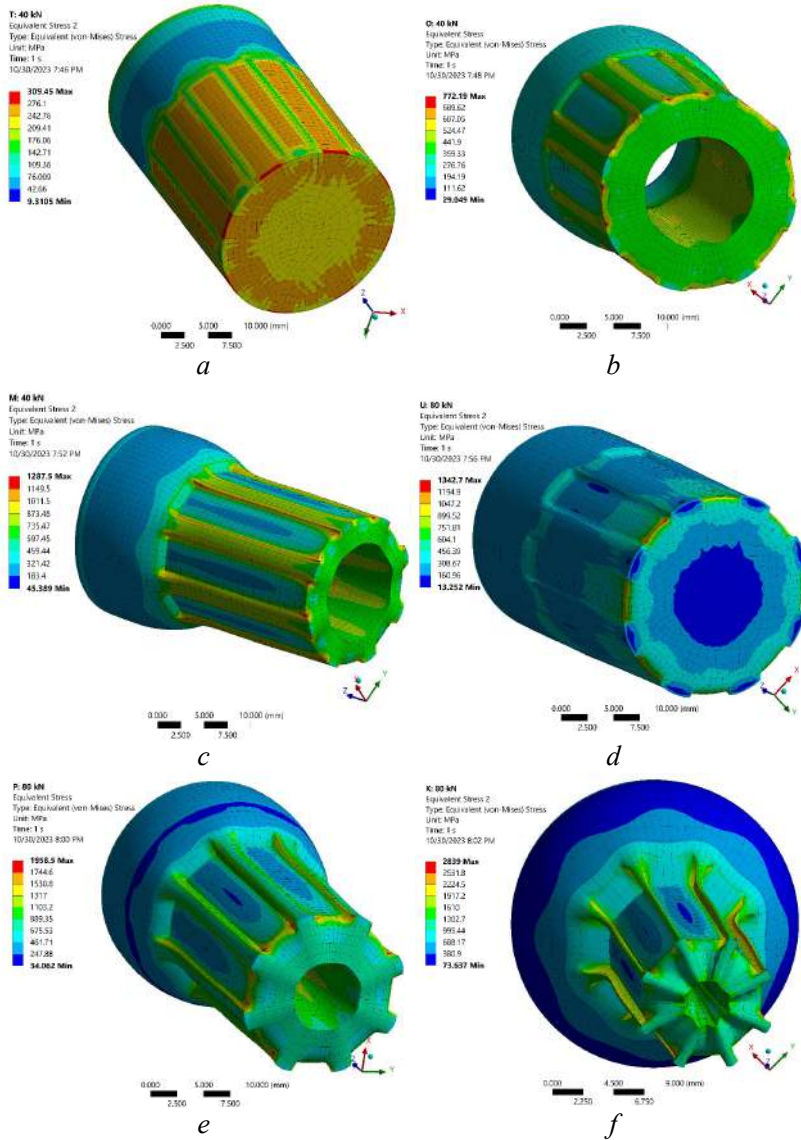 T: 40 kN
Equivalent Stress 2
Type: Equivalent (von-Mises) Stress
Unit: MPa
Time: 1 s
10/30/2023 7:46 PM
309.45 Max
276.1
242.76
209.41
176.06
142.71
109.36
76.009
42.66
9.3105 Min
0.000 5.000 10.000 (mm)
2.500 7.500
Z
X
Y
a
O: 40 kN
Equivalent Stress
Type: Equivalent (von-Mises) Stress
Unit: MPa
Time: 1 s
10/30/2023 7:48 PM
772.19 Max
689.62
607.05
524.47
441.9
359.33
276.76
194.19
111.62
29.049 Min
0.000 5.000 10.000 (mm)
2.500 7.500
X
Z
Y
b
M: 40 kN
Equivalent Stress 2
Type: Equivalent (von-Mises) Stress
Unit: MPa
Time: 1 s
10/30/2023 7:52 PM
1287.5 Max
1149.5
1011.5
873.46
735.47
597.45
459.44
321.42
183.4
45.389 Min
0.000 5.000 10.000 (mm)
2.500 7.500
Z
Y
c
U: 80 kN
Equivalent Stress 2
Type: Equivalent (von-Mises) Stress
Unit: MPa
Time: 1 s
10/30/2023 7:56 PM
1342.7 Max
1194.9
1047.2
899.52
751.81
604.1
456.39
308.67
160.96
13.252 Min
0.000 5.000 10.000 (mm)
2.500 7.500
X
Z
Y
d
P: 80 kN
Equivalent Stress
Type: Equivalent (von-Mises) Stress
Unit: MPa
Time: 1 s
10/30/2023 8:00 PM
1958.9 Max
1744.6
1530.8
1317
1103.2
889.35
675.53
461.71
247.88
34.062 Min
0.000 5.000 10.000 (mm)
2.500 7.500
X
Z
Y
e
K: 80 kN
Equivalent Stress 2
Type: Equivalent (von-Mises) Stress
Unit: MPa
Time: 1 s
10/30/2023 8:02 PM
2839 Max
2531.8
2224.5
1917.2
1610
1302.7
995.44
688.17
380.9
73.637 Min
0.000 4.500 9.000 (mm)
2.250 6.750
X
Z
Y
f